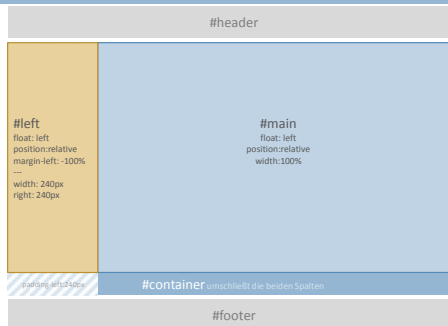 #header
#left
float: left
position:relative
margin-left: -100%
---
width: 240px
right: 240px
#main
float: left
position:relative
width:100%
padding-left:240px
#container umschließt die beiden Spalten
#footer